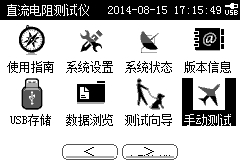 直流电阻测试仪 2014-08-15 17:15:49 USB
使用指南 系统设置 系统状态 版本信息
USB存储 数据浏览 测试向导 手动测试